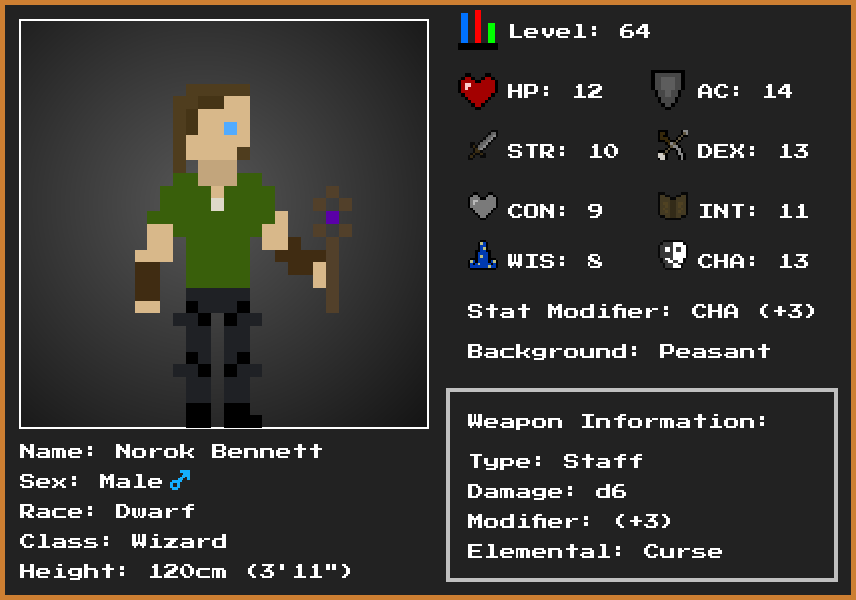 Level: 64
HP: 12 AC: 14
STR: 10 DEX: 13
CON: 9 INT: 11
WIS: 8 CHA: 13
Stat Modifier: CHA (+3)
Background: Peasant
Name: Norok Bennett
Sex: Male ♂
Race: Dwarf
Class: Wizard
Height: 120cm (3'11")
Weapon Information:
Type: Staff
Damage: d6
Modifier: (+3)
Elemental: Curse